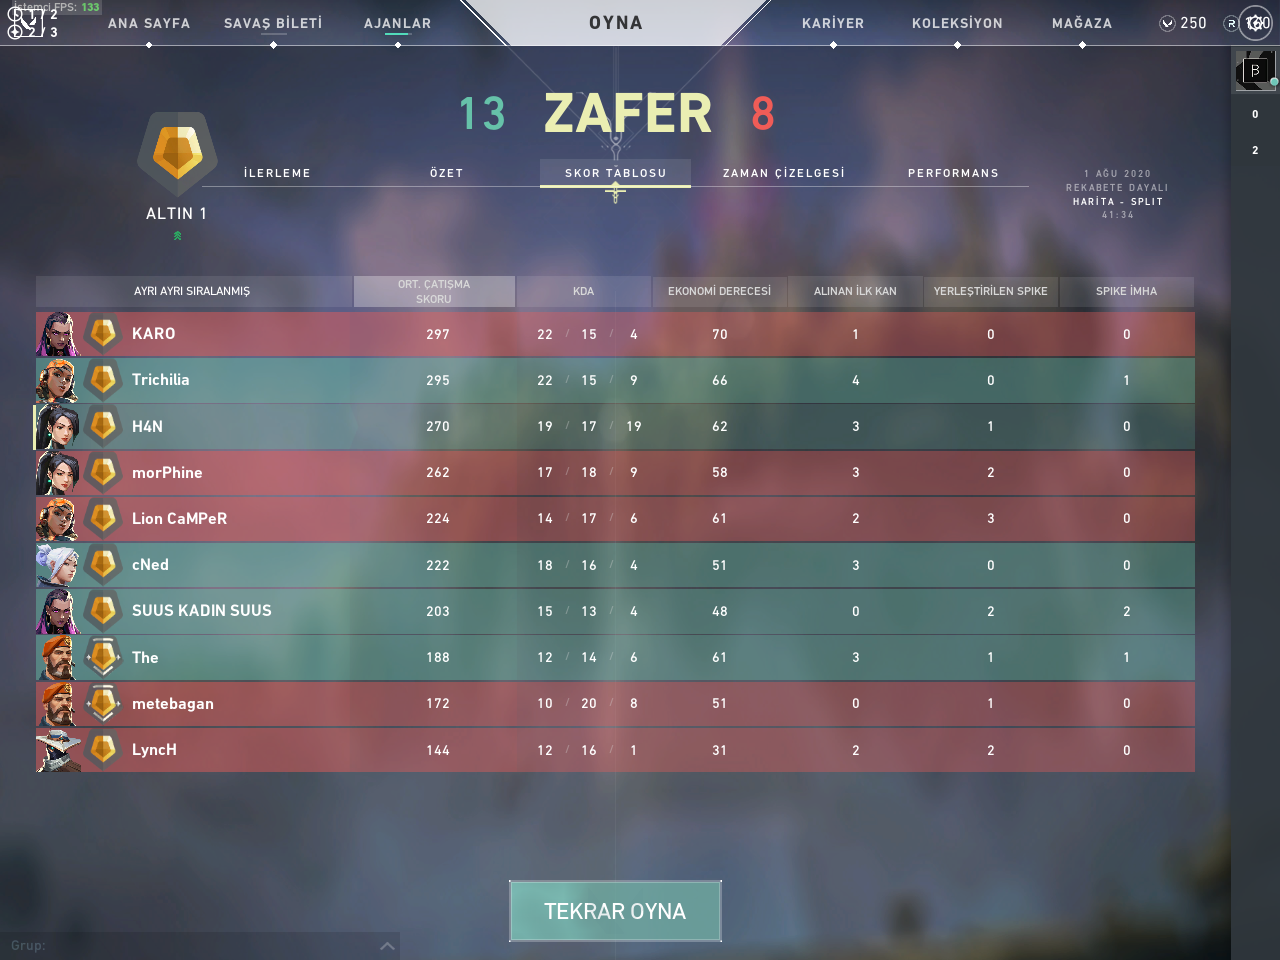 İstemci FPS: 133
2 / 3
ANA SAYFA
SAVAŞ BİLETİ
AJANLAR
OYNA
KARİYER
KOLEKSİYON
MAĞAZA
250
B
0
2
13 ZAFER 8
ALTIN 1
İLERLEME
ÖZET
SKOR TABLOSU
ZAMAN ÇİZELGESİ
PERFORMANS
1 AĞU 2020
REKABETE DAYALI
HARİTA - SPLIT
41:34
AYRI AYRI SIRALANMIŞ
ORT. ÇATIŞMA
SKORU
KDA
EKONOMİ DERECESİ
ALINAN İLK KAN
YERLEŞTİRİLEN SPIKE
SPIKE İMHA
KARO 297 22 / 15 / 4 70 1 0 0
Trichilia 295 22 / 15 / 9 66 4 0 1
H4N 270 19 / 17 / 19 62 3 1 0
morPhine 262 17 / 18 / 9 58 3 2 0
Lion CaMPeR 224 14 / 17 / 6 61 2 3 0
cNed 222 18 / 16 / 4 51 3 0 0
SUUS KADIN SUUS 203 15 / 13 / 4 48 0 2 2
The 188 12 / 14 / 6 61 3 1 1
metebagan 172 10 / 20 / 8 51 0 1 0
LyncH 144 12 / 16 / 1 31 2 2 0
TEKRAR OYNA
Grup: